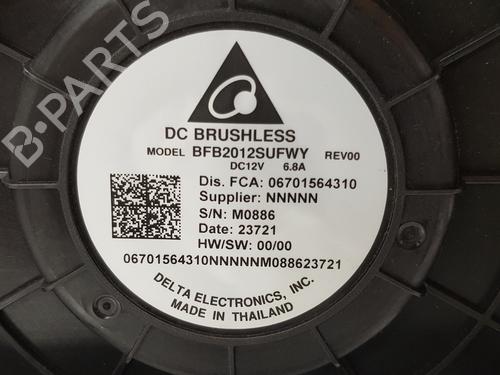 B-PARTS
DC BRUSHLESS
MODEL BFB2012SUFWY REV00
DC12V 6.8A
Dis. FCA: 06701564310
Supplier: NNNNN
S/N: M0886
Date: 23721
HW/SW: 00/00
06701564310NNNNNM088623721
DELTA ELECTRONICS, INC.
MADE IN THAILAND